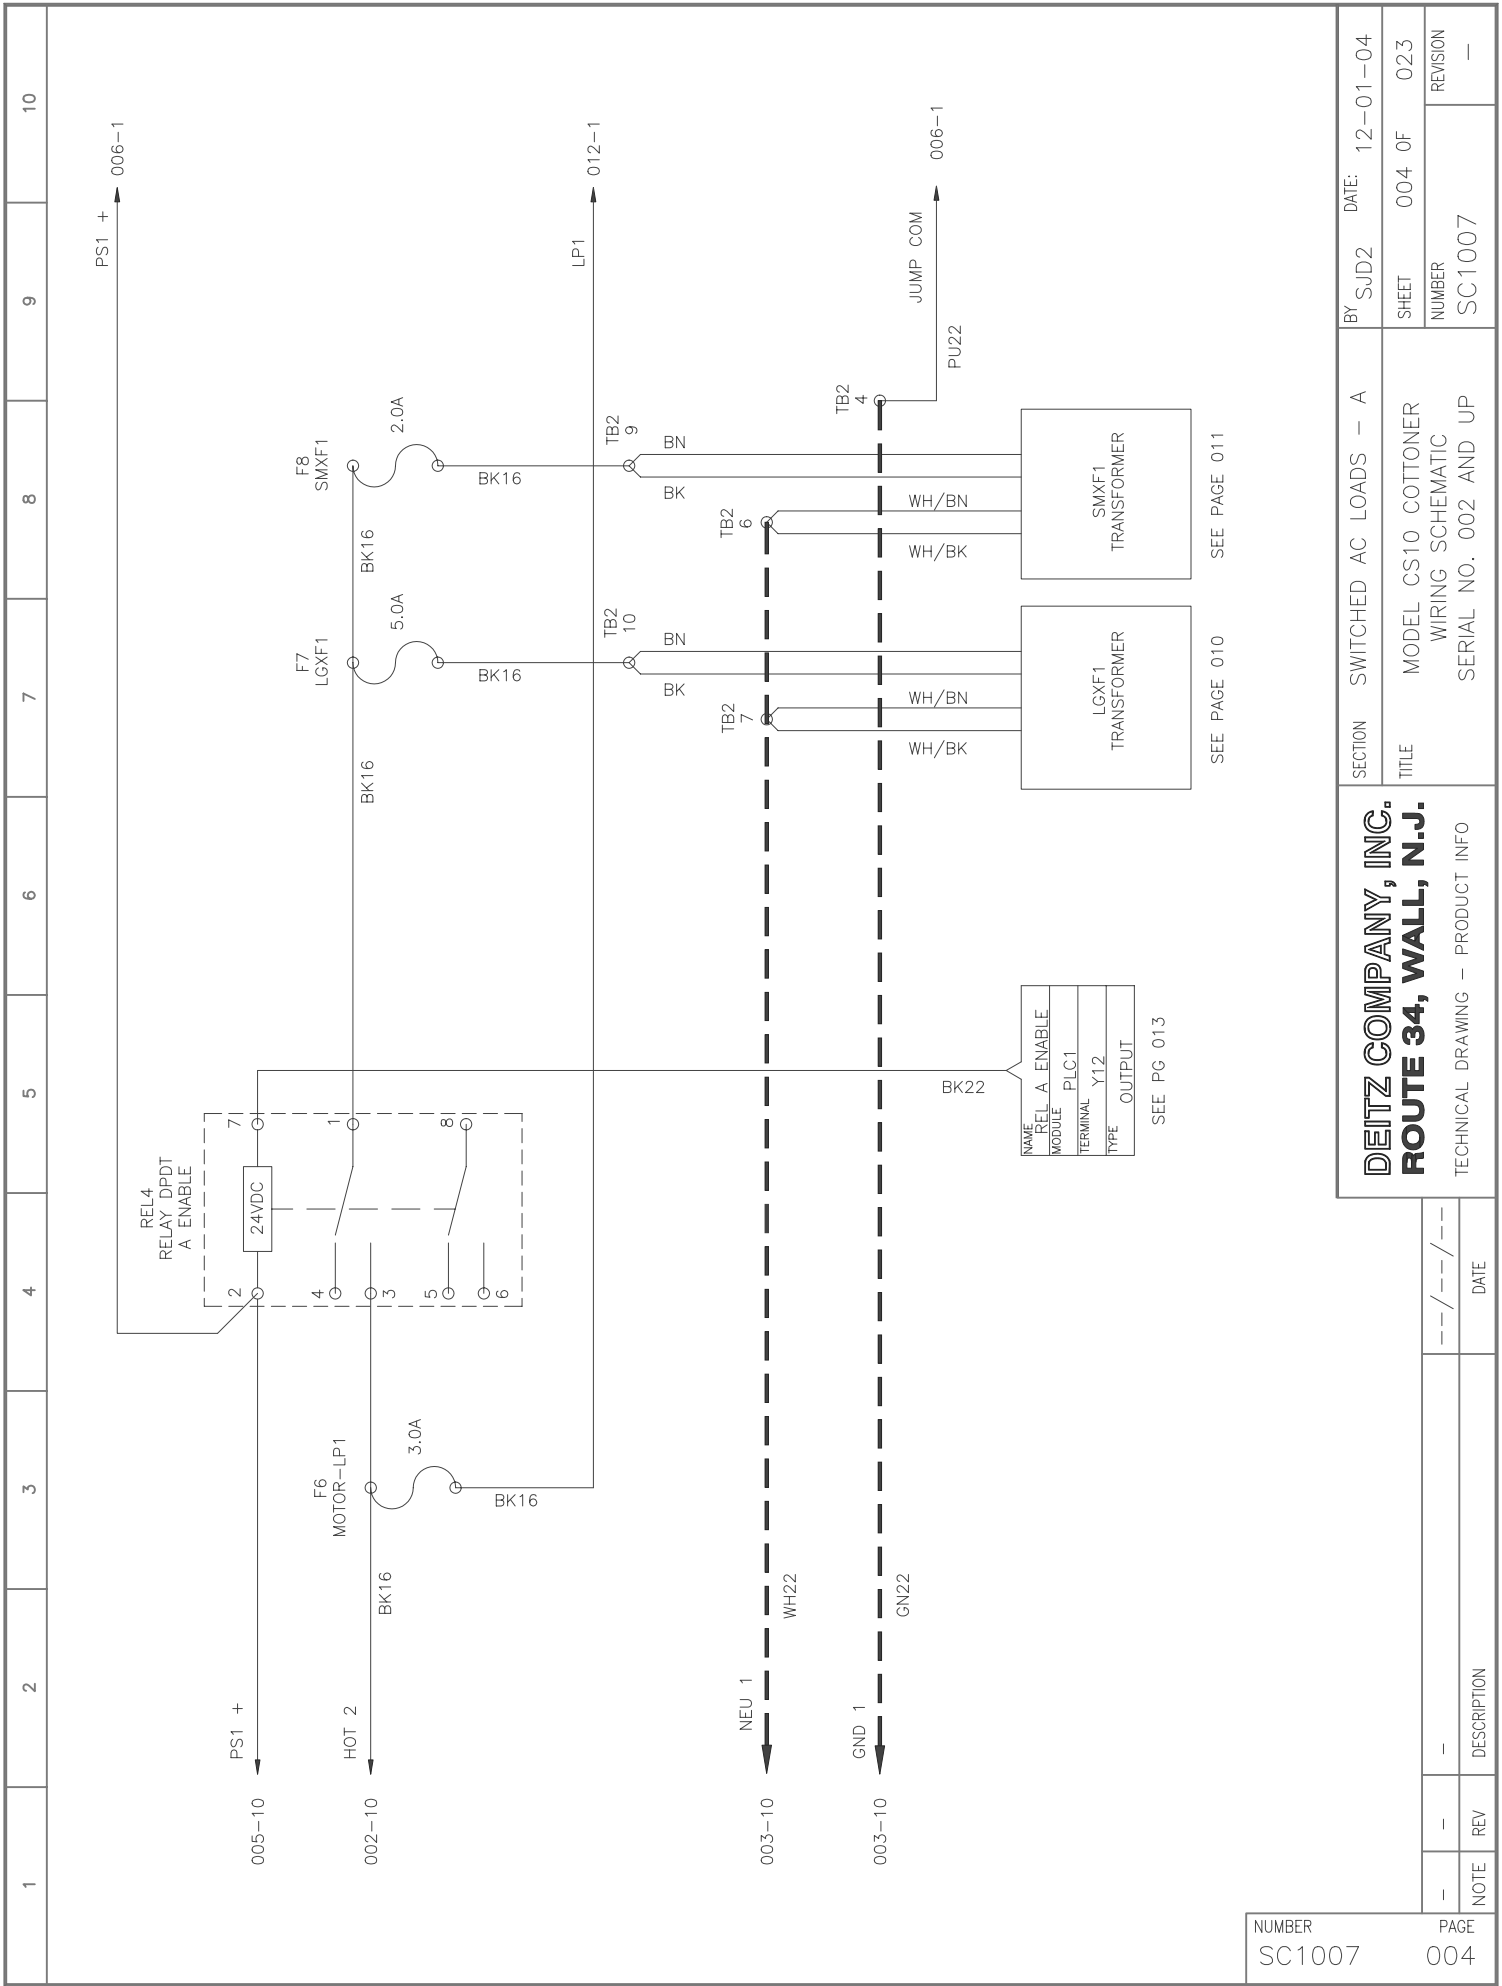 1
2
3
4
5
6
7
8
9
10
PS1 +
006-1
REL4
RELAY DPDT
A ENABLE
2
24VDC
7
4
3
1
5
6
8
PS1 +
005-10
HOT 2
002-10
BK16
F6
MOTOR-LP1
3.0A
BK16
BK16
F7
LGXF1
5.0A
BK16
BK16
F8
SMXF1
2.0A
BK16
LP1
012-1
TB2
10
BN
BK
TB2
9
BN
BK
TB2
7
WH/BN
WH/BK
TB2
6
WH/BN
WH/BK
TB2
4
JUMP COM
006-1
PU22
NEU 1
003-10
WH22
GND 1
003-10
GN22
BK22
NAME
REL A ENABLE
MODULE
PLC1
TERMINAL
Y12
TYPE
OUTPUT
SEE PG 013
LGXF1
TRANSFORMER
SEE PAGE 010
SMXF1
TRANSFORMER
SEE PAGE 011
DEITZ COMPANY, INC.
ROUTE 34, WALL, N.J.
TECHNICAL DRAWING - PRODUCT INFO
SECTION SWITCHED AC LOADS - A
TITLE MODEL CS10 COTTONER
WIRING SCHEMATIC
SERIAL NO. 002 AND UP
BY SJD2 DATE: 12-01-04
SHEET 004 OF 023
NUMBER
SC1007
REVISION
-
- - - --/--/--
NOTE REV DESCRIPTION DATE
NUMBER PAGE
SC1007 004